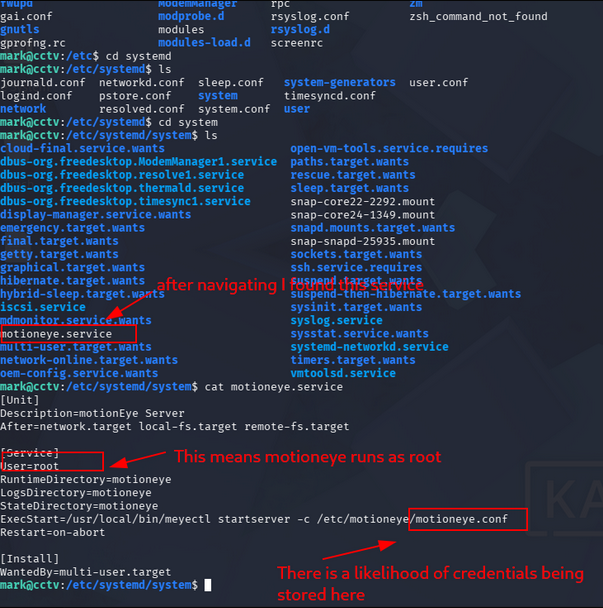 fwupd ModemManager rpc zm
gai.conf modprobe.d rsyslog.conf zsh_command_not_found
gnutls modules rsyslog.d
gprofng.rc modules-load.d screenrc
mark@cctv:/etc$ cd systemd
mark@cctv:/etc/systemd$ ls
journald.conf networkd.conf sleep.conf system-generators user.conf
logind.conf pstore.conf system timesyncd.conf
network resolved.conf system.conf user
mark@cctv:/etc/systemd$ cd system
mark@cctv:/etc/systemd/system$ ls
cloud-final.service.wants open-vm-tools.service.requires
dbus-org.freedesktop.ModemManager1.service paths.target.wants
dbus-org.freedesktop.resolve1.service rescue.target.wants
dbus-org.freedesktop.thermald.service sleep.target.wants
dbus-org.freedesktop.timesync1.service snap-core22-2292.mount
display-manager.service.wants snap-core24-1349.mount
emergency.target.wants snapd.mounts.target.wants
final.target.wants snap-snapd-25935.mount
getty.target.wants sockets.target.wants
graphical.target.wants ssh.service.requires
hibernate.target.wants suspend.target.wants
after navigating I found this service
hybrid-sleep.target.wants suspend-then-hibernate.target.wants
iscsi.service sysinit.target.wants
mdmonitor.service.wants syslog.service
motioneye.service sysstat.service.wants
multi-user.target.wants systemd-networkd.service
network-online.target.wants timers.target.wants
oem-config.service.wants vmtoolsd.service
mark@cctv:/etc/systemd/system$ cat motioneye.service
[Unit]
Description=motionEye Server
After=network.target local-fs.target remote-fs.target
[Service]
User=root
This means motioneye runs as root
RuntimeDirectory=motioneye
LogsDirectory=motioneye
StateDirectory=motioneye
ExecStart=/usr/local/bin/meyectl startserver -c /etc/motioneye/motioneye.conf
Restart=on-abort
[Install]
WantedBy=multi-user.target
There is a likelihood of credentials being
stored here
mark@cctv:/etc/systemd/system$